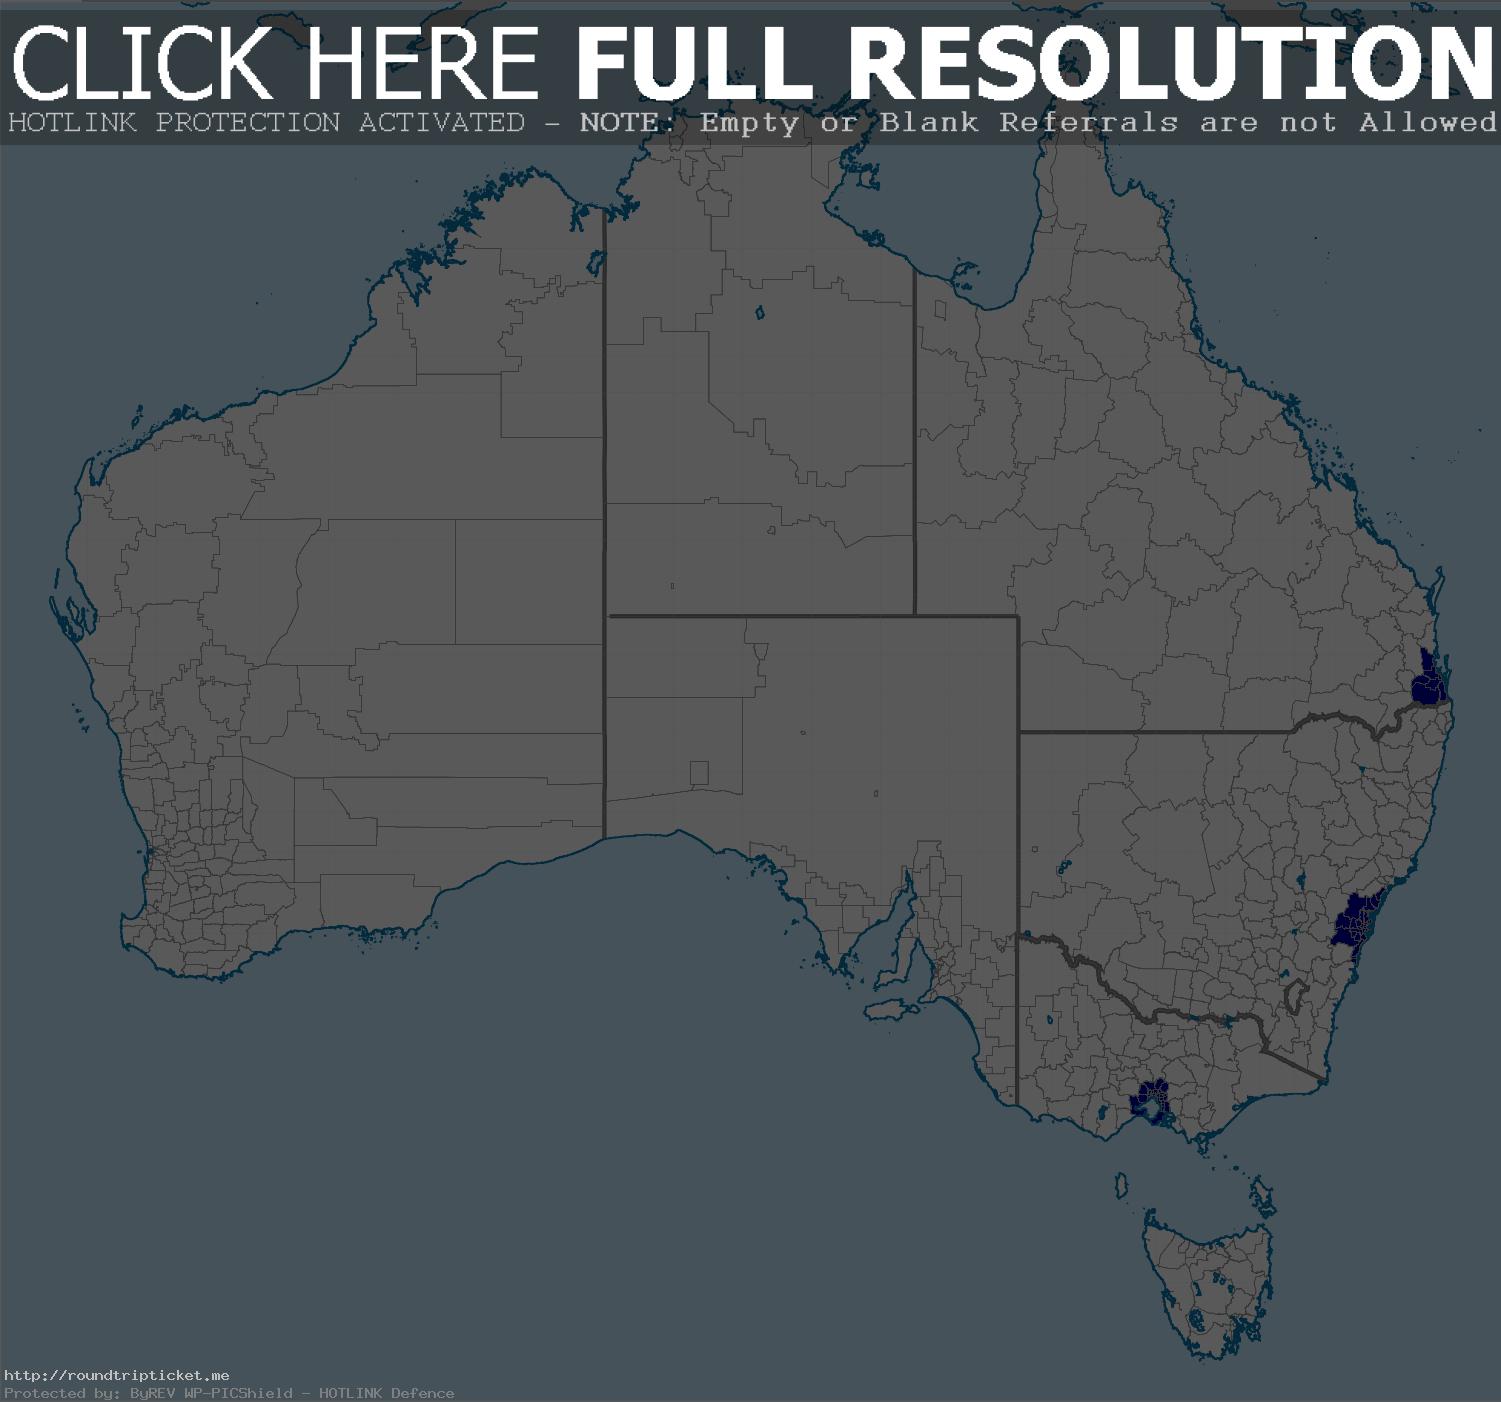 CLICK HERE FULL RESOLUTION
HOTLINK PROTECTION ACTIVATED - NOTE: Empty or Blank Referrals are not Allowed
http://roundtripticket.me
Protected by: ByREV WP-PICShield - HOTLINK Defence